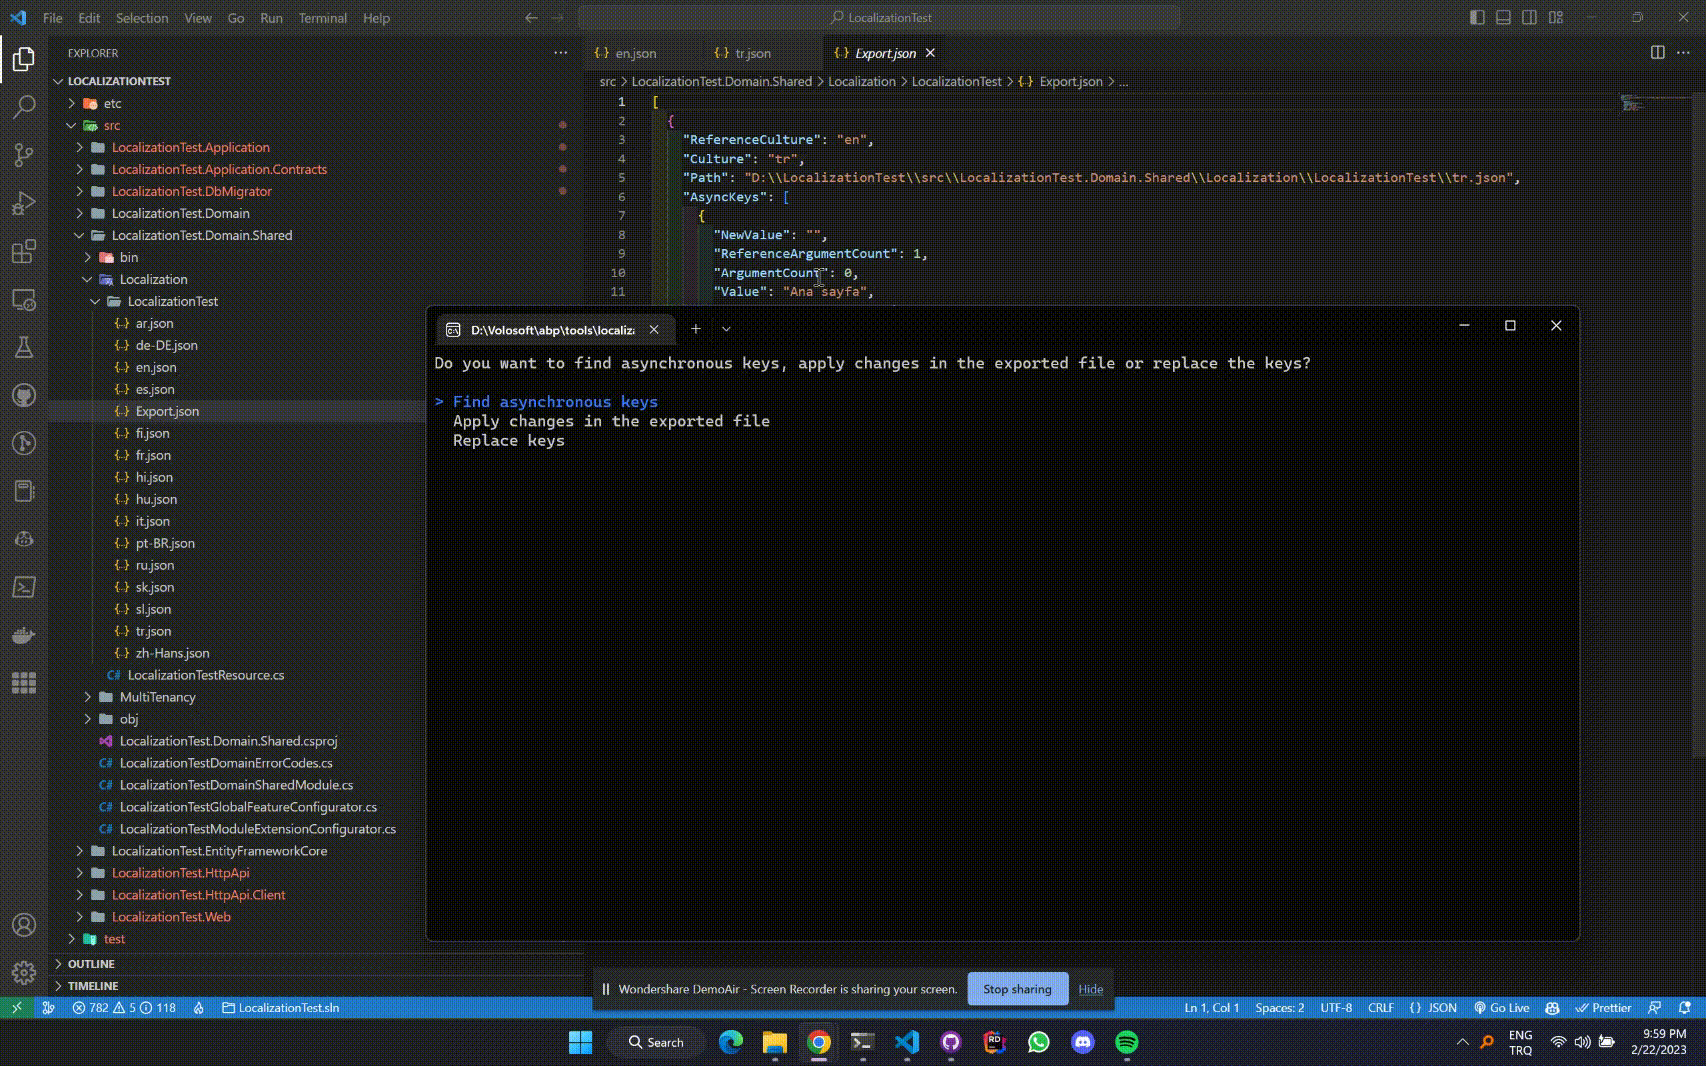 File Edit Selection View Go Run Terminal Help
LocalizationTest
EXPLORER
LOCALIZATIONTEST
etc
src
LocalizationTest.Application
LocalizationTest.Application.Contracts
LocalizationTest.DbMigrator
LocalizationTest.Domain
LocalizationTest.Domain.Shared
bin
Localization
LocalizationTest
{..} ar.json
{..} de-DE.json
{..} en.json
{..} es.json
{..} Export.json
{..} fi.json
{..} fr.json
{..} hi.json
{..} hu.json
{..} it.json
{..} pt-BR.json
{..} ru.json
{..} sk.json
{..} sl.json
{..} tr.json
{..} zh-Hans.json
C# LocalizationTestResource.cs
MultiTenancy
obj
LocalizationTest.Domain.Shared.csproj
C# LocalizationTestDomainErrorCodes.cs
C# LocalizationTestDomainSharedModule.cs
C# LocalizationTestGlobalFeatureConfigurator.cs
C# LocalizationTestModuleExtensionConfigurator.cs
LocalizationTest.EntityFrameworkCore
LocalizationTest.HttpApi
LocalizationTest.HttpApi.Client
LocalizationTest.Web
test
OUTLINE
TIMELINE
{..} en.json {..} tr.json {..} Export.json
src > LocalizationTest.Domain.Shared > Localization > LocalizationTest > {..} Export.json > ...
1 [
2 {
3 "ReferenceCulture": "en",
4 "Culture": "tr",
5 "Path": "D:\\LocalizationTest\\src\\LocalizationTest.Domain.Shared\\Localization\\LocalizationTest\\tr.json",
6 "AsyncKeys": [
7 {
8 "NewValue": "",
9 "ReferenceArgumentCount": 1,
10 "ArgumentCount": 0,
11 "Value": "Ana sayfa",
D:\Volosoft\abp\tools\localiz
Do you want to find asynchronous keys, apply changes in the exported file or replace the keys?
> Find asynchronous keys
Apply changes in the exported file
Replace keys
Wondershare DemoAir - Screen Recorder is sharing your screen. Stop sharing Hide
782 5 118 LocalizationTest.sln Ln 1, Col 1 Spaces: 2 UTF-8 CRLF {} JSON Go Live Prettier
Search
RD
ENG
TRQ
9:59 PM
2/22/2023